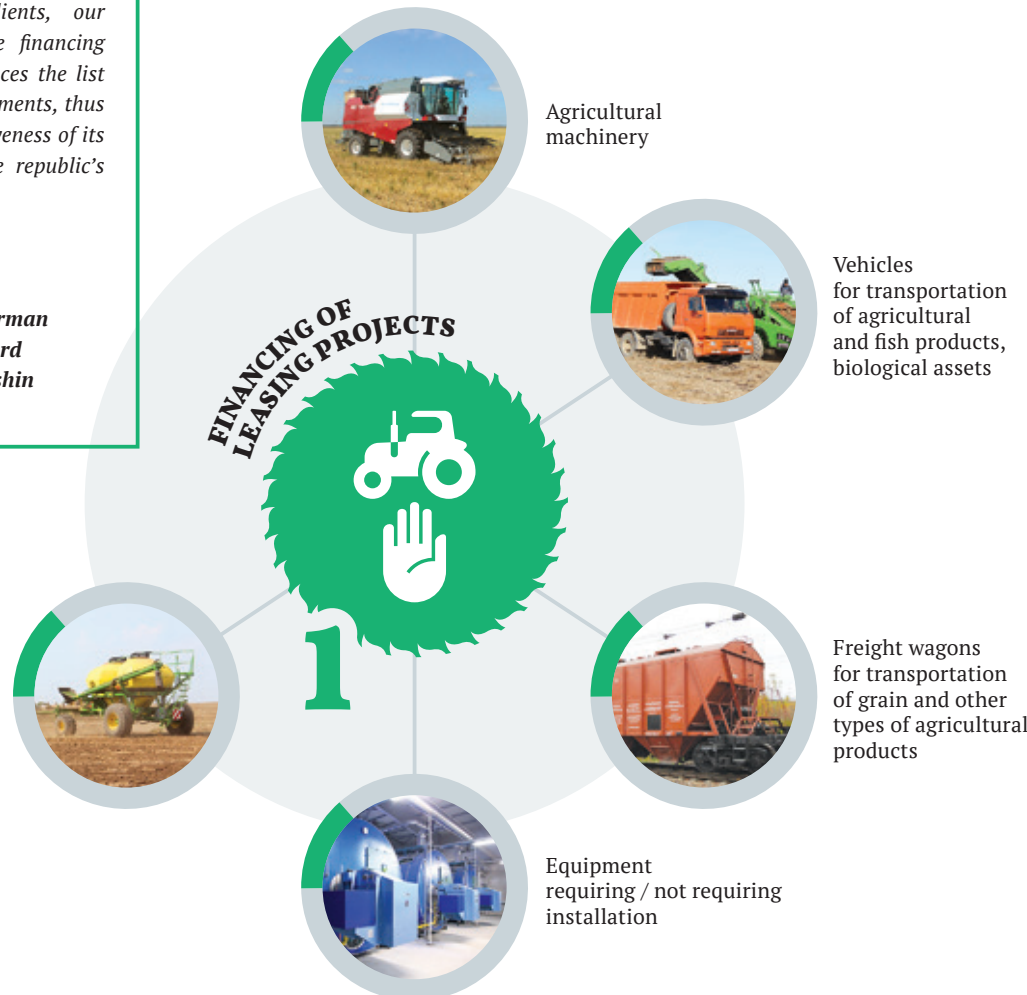 lients, our
financing
ces the list
ments, thus
veness of its
republic's
rman
rd
shin
Agricultural
machinery
Vehicles
for transportation
of agricultural
and fish products,
biological assets
FINANCING OF
LEASING PROJECTS
1
Freight wagons
for transportation
of grain and other
types of agricultural
products
Equipment
requiring / not requiring
installation